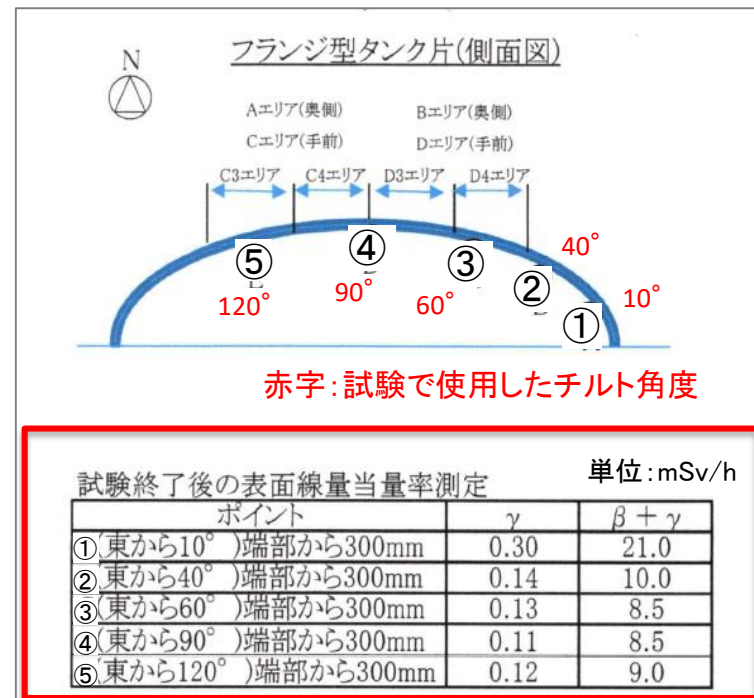 フランジ型タンク片(側面図)
N
Aエリア(奥側) Bエリア(奥側)
Cエリア(手前) Dエリア(手前)
C3エリア C4エリア D3エリア D4エリア
⑤ ④ ③ ② ①
120° 90° 60° 40° 10°
赤字:試験で使用したチルト角度
試験終了後の表面線量当量率測定 単位:mSv/h
ポイント γ β+γ
①(東から10° )端部から300mm 0.30 21.0
②(東から40° )端部から300mm 0.14 10.0
③(東から60° )端部から300mm 0.13 8.5
④(東から90° )端部から300mm 0.11 8.5
⑤(東から120° )端部から300mm 0.12 9.0